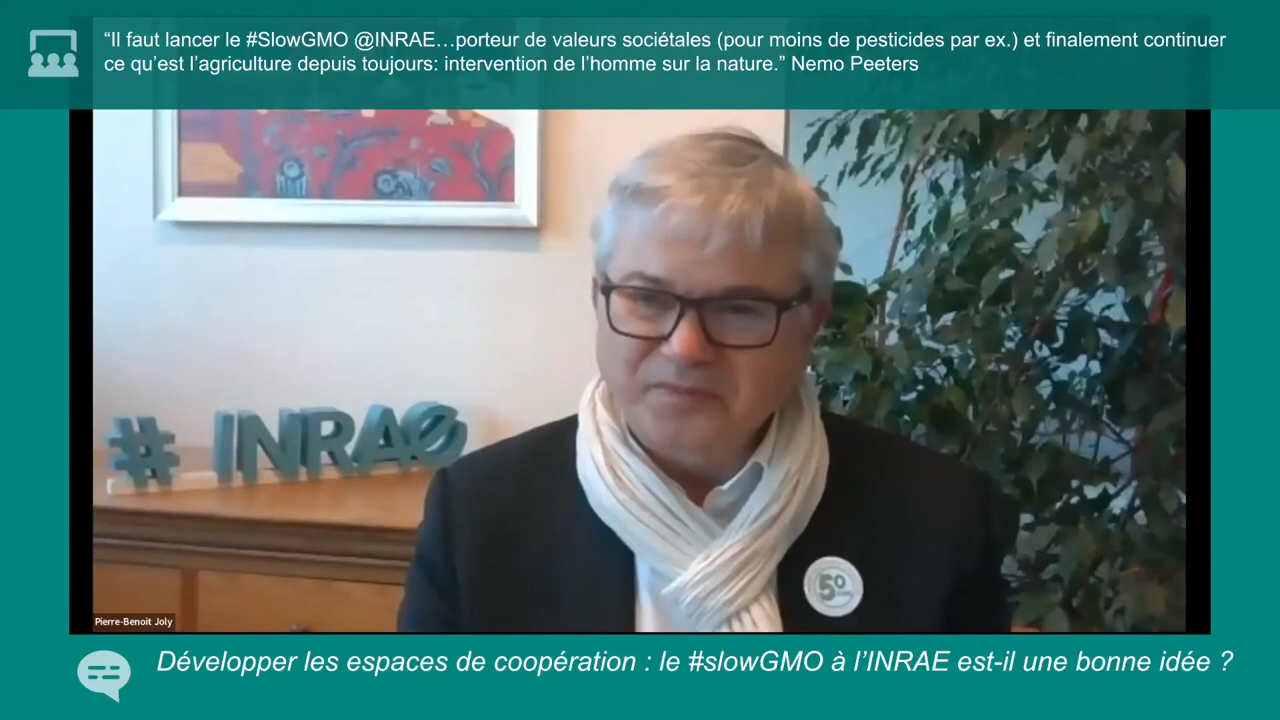 “Il faut lancer le #SlowGMO @INRAE…porteur de valeurs sociétales (pour moins de pesticides par ex.) et finalement continuer
ce qu’est l’agriculture depuis toujours: intervention de l’homme sur la nature.” Nemo Peeters
# INRAE
50
Pierre-Benoit Joly
Développer les espaces de coopération : le #slowGMO à l’INRAE est-il une bonne idée ?